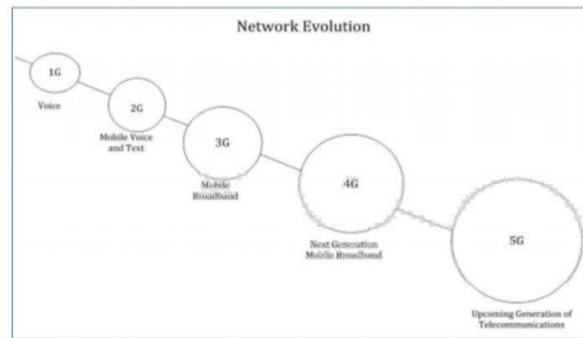 Network Evolution
1G
Voice
2G
Mobile Voice
and Text
3G
Mobile
Broadband
4G
Next Generation
Mobile Broadband
5G
Upcoming Generation of
Telecommunications